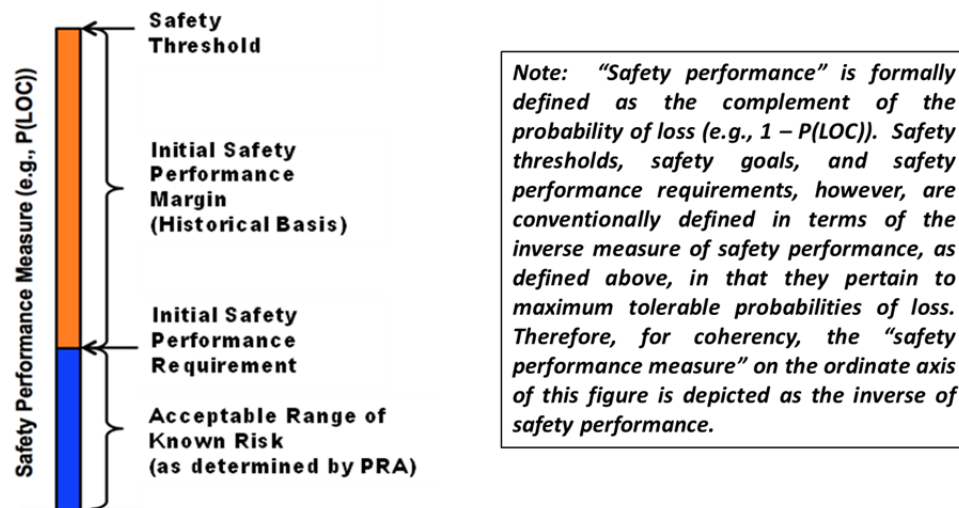 Safety Performance Measure (e.g., P(LOC))
Safety
Threshold
Initial Safety
Performance
Margin
(Historical Basis)
Initial Safety
Performance
Requirement
Acceptable Range of
Known Risk
(as determined by PRA)
Note: “Safety performance” is formally
defined as the complement of the
probability of loss (e.g., 1 – P(LOC)). Safety
thresholds, safety goals, and safety
performance requirements, however, are
conventionally defined in terms of the
inverse measure of safety performance, as
defined above, in that they pertain to
maximum tolerable probabilities of loss.
Therefore, for coherency, the “safety
performance measure” on the ordinate axis
of this figure is depicted as the inverse of
safety performance.